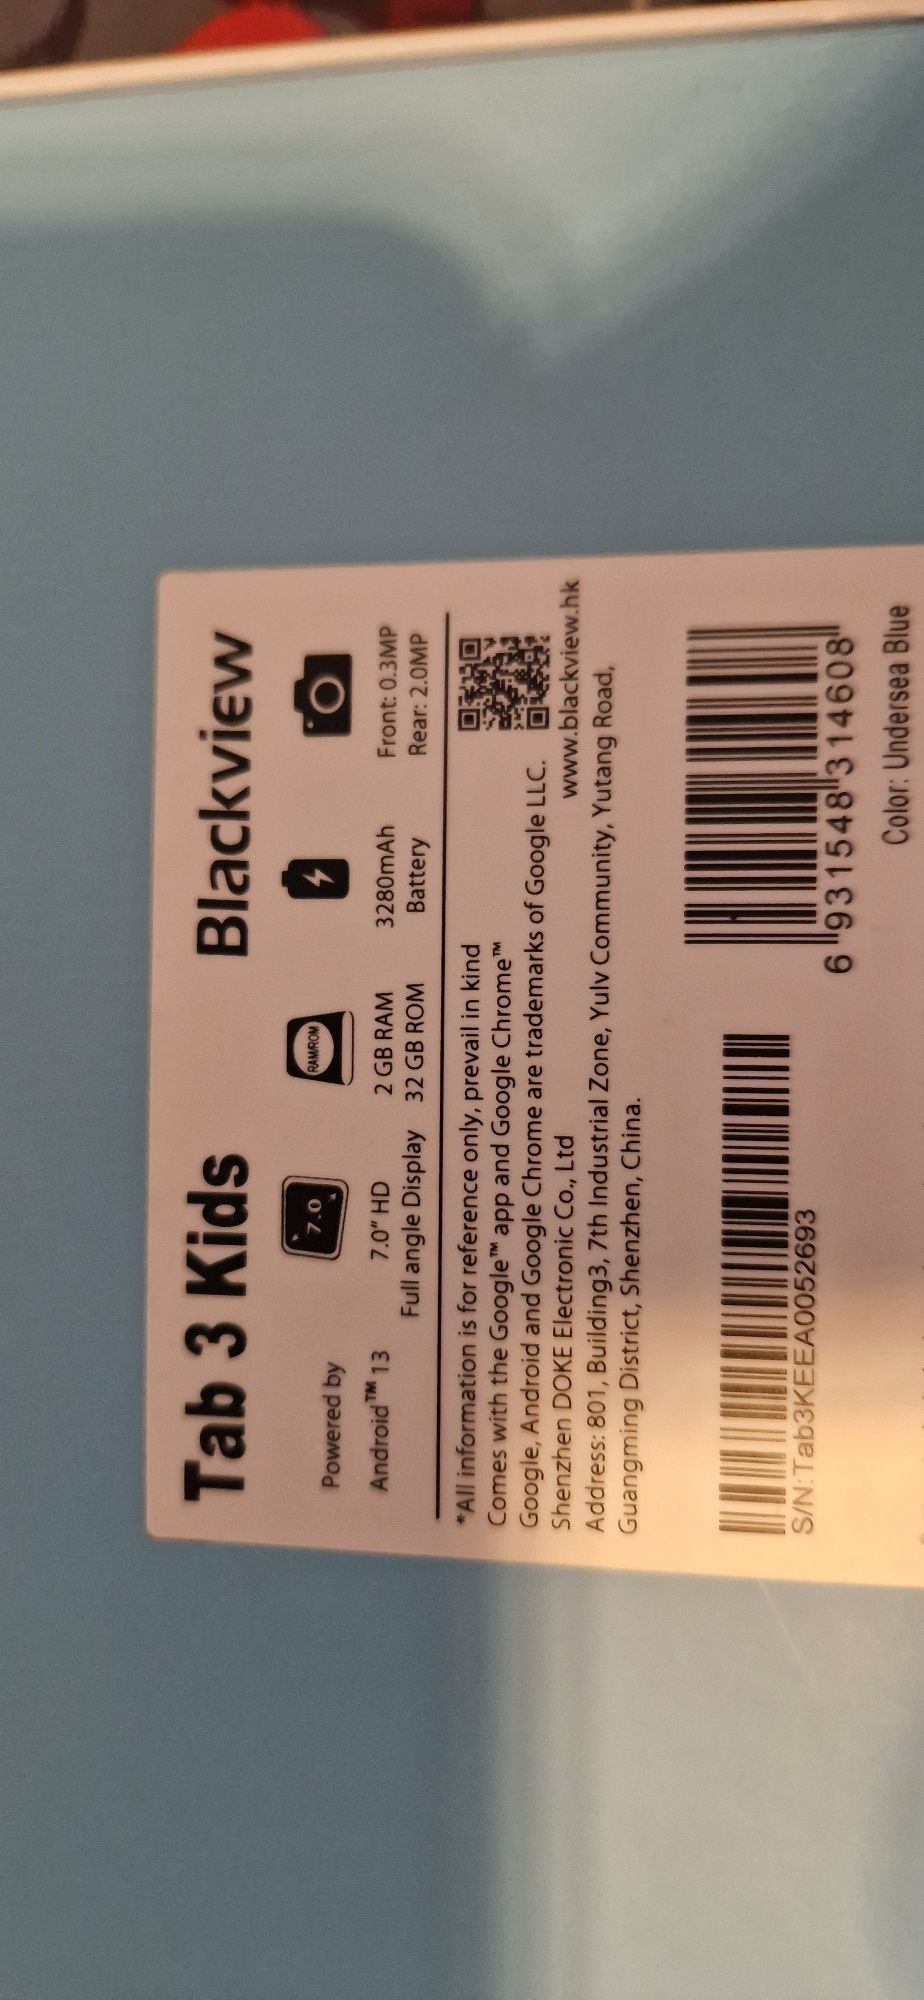 Tab 3 Kids Blackview
Powered by
Android™ 13
7.0
7.0" HD
Full angle Display
RAM/ROM
2 GB RAM
32 GB ROM
3280mAh
Battery
Front: 0.3MP
Rear: 2.0MP
*All information is for reference only, prevail in kind
Comes with the Google™ app and Google Chrome™
Google, Android and Google Chrome are trademarks of Google LLC.
Shenzhen DOKE Electronic Co., Ltd www.blackview.hk
Address: 801, Building3, 7th Industrial Zone, Yulv Community, Yutang Road,
Guangming District, Shenzhen, China.
S/N:Tab3KEEA0052693
6 931548 314608
Color: Undersea Blue